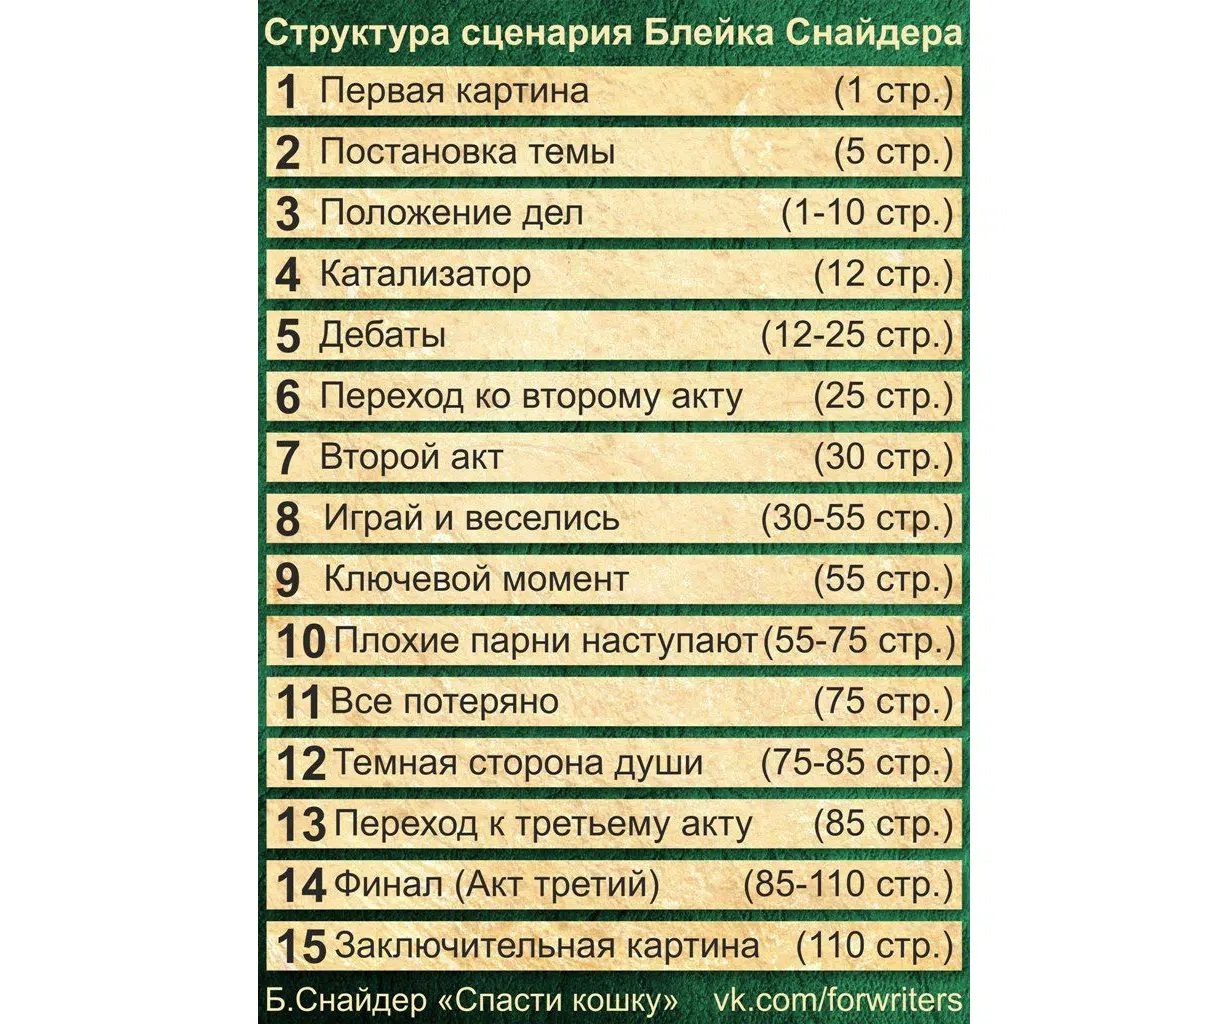 Структура сценария Блейка Снайдера
1 Первая картина (1 стр.)
2 Постановка темы (5 стр.)
3 Положение дел (1-10 стр.)
4 Катализатор (12 стр.)
5 Дебаты (12-25 стр.)
6 Переход ко второму акту (25 стр.)
7 Второй акт (30 стр.)
8 Играй и веселись (30-55 стр.)
9 Ключевой момент (55 стр.)
10 Плохие парни наступают (55-75 стр.)
11 Все потеряно (75 стр.)
12 Темная сторона души (75-85 стр.)
13 Переход к третьему акту (85 стр.)
14 Финал (Акт третий) (85-110 стр.)
15 Заключительная картина (110 стр.)
Б.Снайдер «Спасти кошку» vk.com/forwriters